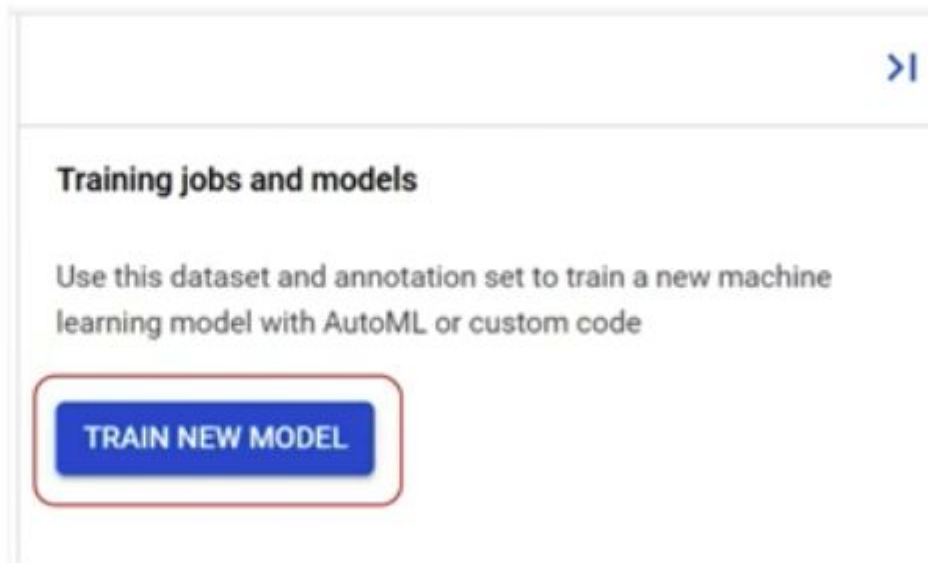 Training jobs and models
Use this dataset and annotation set to train a new machine
learning model with AutoML or custom code
TRAIN NEW MODEL